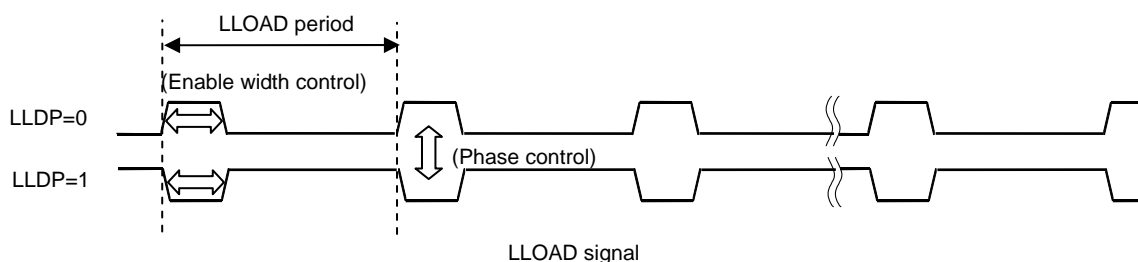 LLOAD period
(Enable width control)
LLDP=0
(Phase control)
LLDP=1
LLOAD signal